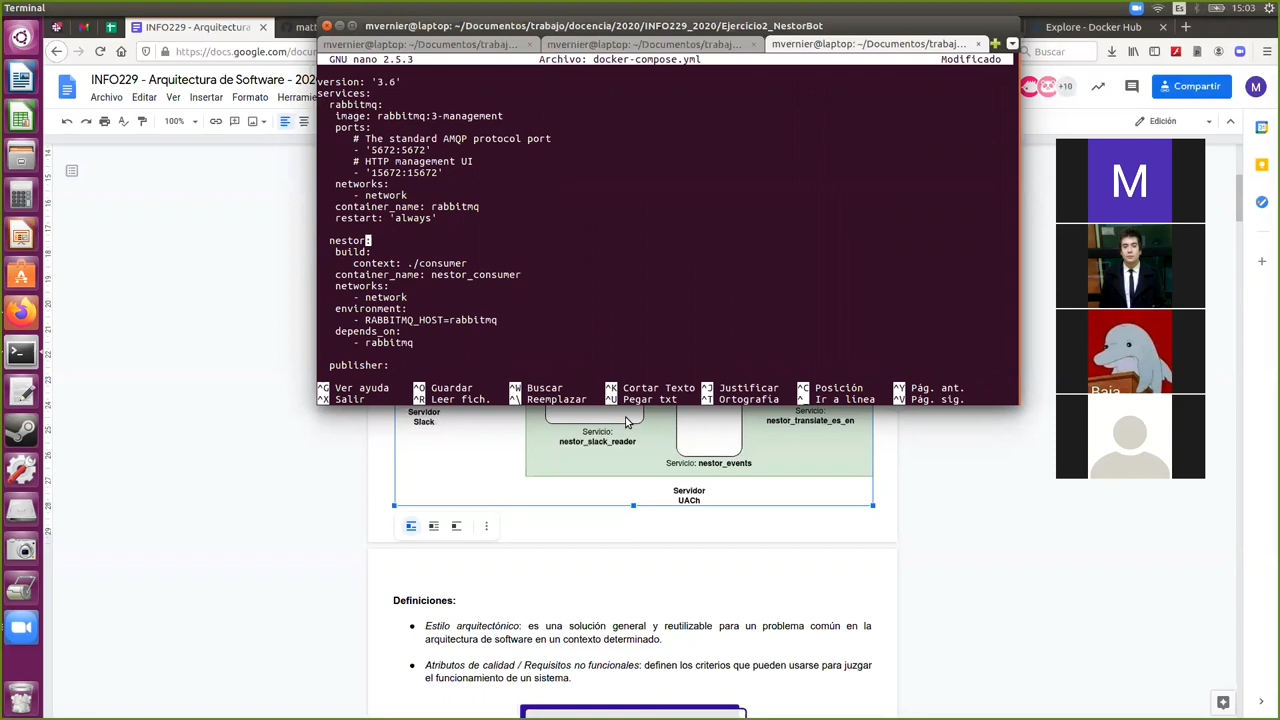 Terminal
Es
15:03
INFO229 - Arquitectura
matt
Explore - Docker Hub
mvernier@laptop: ~/Documentos/trabajo/docencia/2020/INFO229_2020/Ejercicio2_NestorBot
mvernier@laptop: ~/Documentos/trabaj...
mvernier@laptop: ~/Documentos/trabaj...
mvernier@laptop: ~/Documentos/trabaj...
https://docs.google.com/docu
Buscar
GNU nano 2.5.3
Archivo: docker-compose.yml
Modificado
INFO229 - Arquitectura de Software - 202
Archivo Editar Ver Insertar Formato Herramie
+10
Compartir
M
100%
Edición
version: '3.6'
services:
rabbitmq:
image: rabbitmq:3-management
ports:
# The standard AMQP protocol port
- '5672:5672'
# HTTP management UI
- '15672:15672'
networks:
- network
container_name: rabbitmq
restart: 'always'
nestor:
build:
context: ./consumer
container_name: nestor_consumer
networks:
- network
environment:
- RABBITMQ_HOST=rabbitmq
depends_on:
- rabbitmq
publisher:
^G Ver ayuda ^O Guardar ^W Buscar ^K Cortar Texto ^J Justificar ^C Posición ^Y Pág. ant.
^X Salir ^R Leer fich. ^\ Reemplazar ^U Pegar txt ^T Ortografía ^_ Ir a línea ^V Pág. sig.
M
Baja
Servidor
Slack
Servicio:
nestor_slack_reader
Servicio:
nestor_translate_es_en
Servicio: nestor_events
Servidor
UACh
Definiciones:
● Estilo arquitectónico: es una solución general y reutilizable para un problema común en la
arquitectura de software en un contexto determinado.
● Atributos de calidad / Requisitos no funcionales: definen los criterios que pueden usarse para juzgar
el funcionamiento de un sistema.